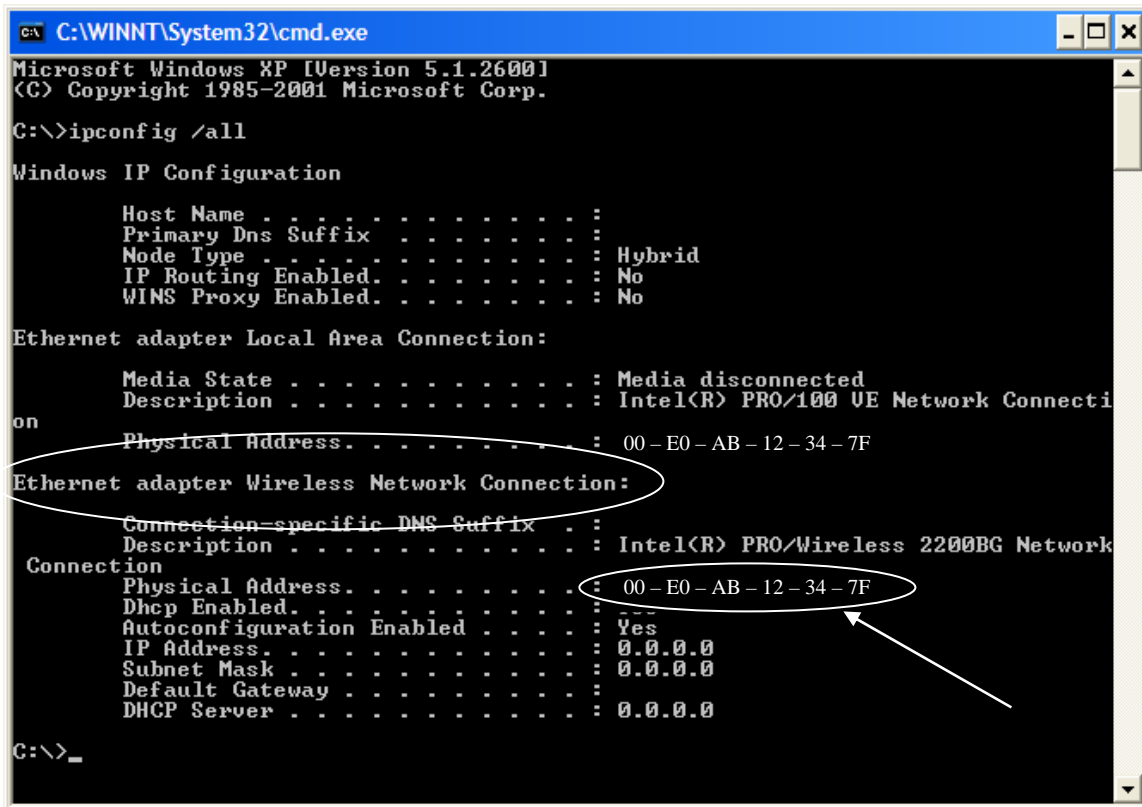 C:\WINNT\System32\cmd.exe
Microsoft Windows XP [Version 5.1.2600]
(C) Copyright 1985-2001 Microsoft Corp.
C:\>ipconfig /all
Windows IP Configuration
Host Name . . . . . . . . . . . . :
Primary Dns Suffix . . . . . . . :
Node Type . . . . . . . . . . . . : Hybrid
IP Routing Enabled. . . . . . . . : No
WINS Proxy Enabled. . . . . . . . : No
Ethernet adapter Local Area Connection:
Media State . . . . . . . . . . . : Media disconnected
Description . . . . . . . . . . . : Intel(R) PRO/100 VE Network Connecti
on
Physical Address. . . . . . . . . : 00 – E0 – AB – 12 – 34 – 7F
Ethernet adapter Wireless Network Connection:
Connection-specific DNS Suffix . :
Description . . . . . . . . . . . : Intel(R) PRO/Wireless 2200BG Network
Connection
Physical Address. . . . . . . . . : 00 – E0 – AB – 12 – 34 – 7F
Dhcp Enabled. . . . . . . . . . . : Yes
Autoconfiguration Enabled . . . . : Yes
IP Address. . . . . . . . . . . . : 0.0.0.0
Subnet Mask . . . . . . . . . . . : 0.0.0.0
Default Gateway . . . . . . . . . :
DHCP Server . . . . . . . . . . . : 0.0.0.0
C:\>_